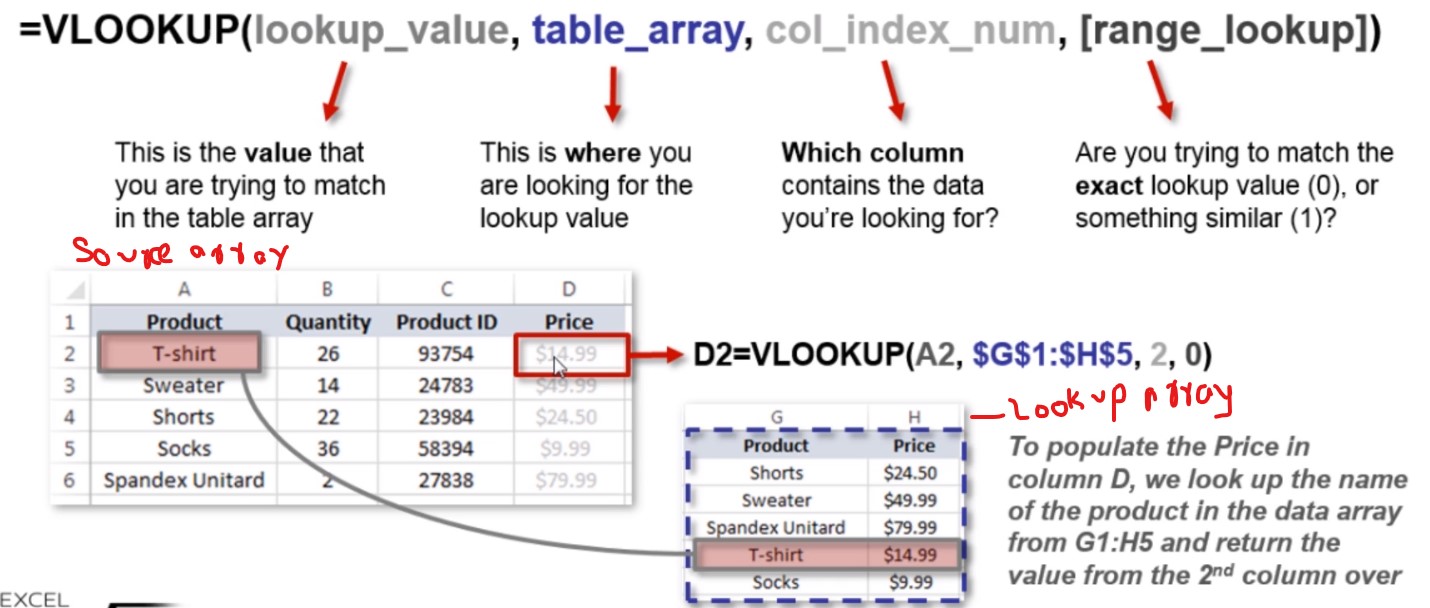 =VLOOKUP(lookup_value, table_array, col_index_num, [range_lookup])
This is the value that
you are trying to match
in the table array
This is where you
are looking for the
lookup value
Which column
contains the data
you're looking for?
Are you trying to match the
exact lookup value (0), or
something similar (1)?
Source array
A B C D
1 Product Quantity Product ID Price
2 T-shirt 26 93754 $14.99
3 Sweater 14 24783 $49.99
4 Shorts 22 23984 $24.50
5 Socks 36 58394 $9.99
6 Spandex Unitard 2 27838 $79.99
D2=VLOOKUP(A2, $G$1:$H$5, 2, 0)
Lookup array
G H
Product Price
Shorts $24.50
Sweater $49.99
Spandex Unitard $79.99
T-shirt $14.99
Socks $9.99
To populate the Price in
column D, we look up the name
of the product in the data array
from G1:H5 and return the
value from the 2nd column over
EXCEL